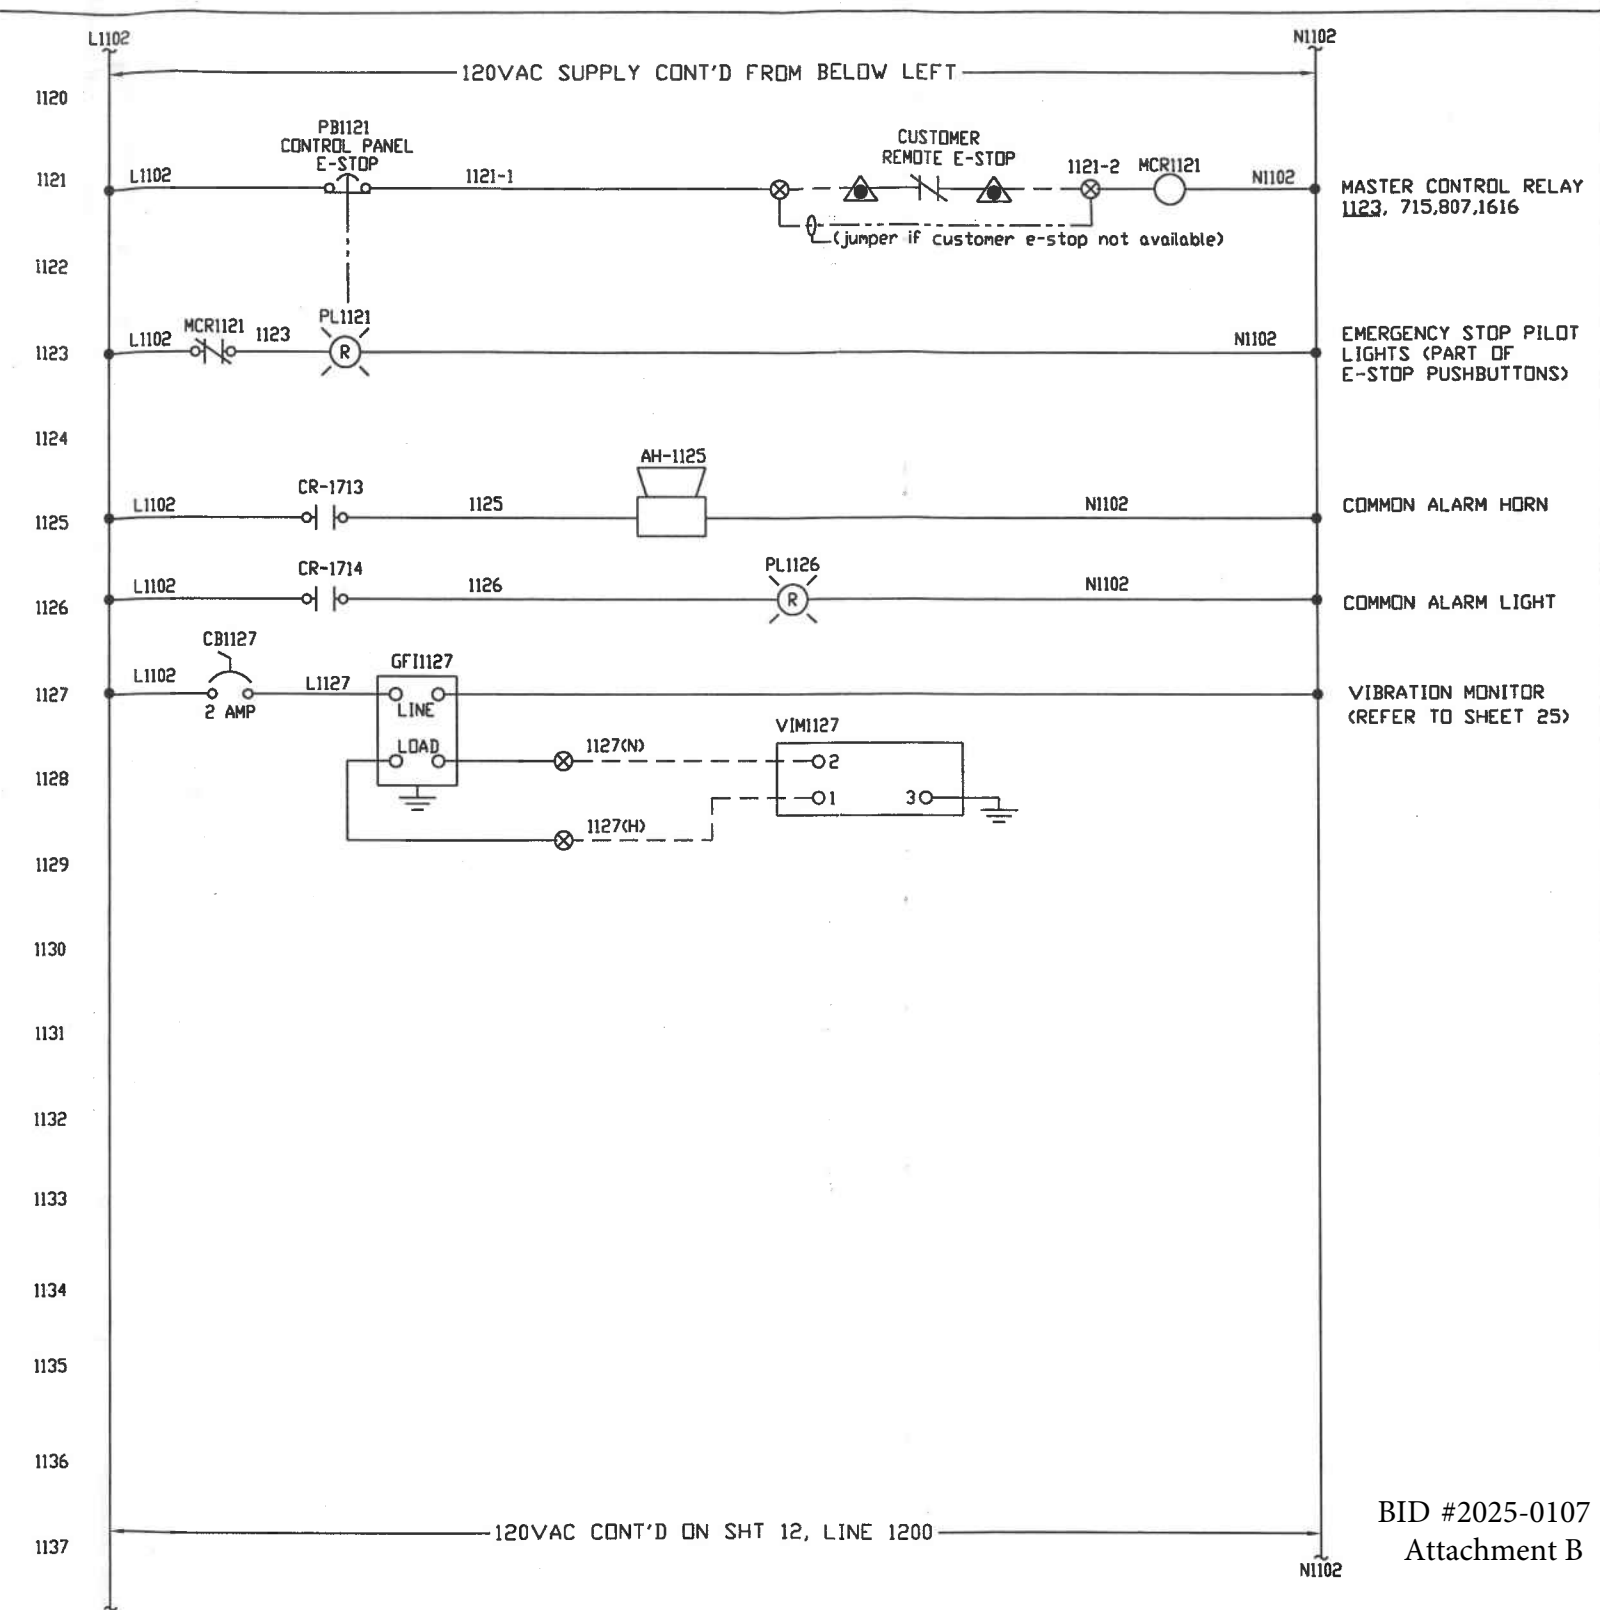 L1102
N1102
120VAC SUPPLY CONT'D FROM BELOW LEFT
1120
PB1121
CONTROL PANEL
E-STOP
CUSTOMER
REMOTE E-STOP
1121
L1102
1121-1
1121-2
MCR1121
N1102
MASTER CONTROL RELAY
1123, 715,807,1616
(jumper if customer e-stop not available)
1122
PL1121
1123
L1102
MCR1121
1123
R
N1102
EMERGENCY STOP PILOT
LIGHTS (PART OF
E-STOP PUSHBUTTONS)
1124
AH-1125
CR-1713
1125
L1102
1125
N1102
COMMON ALARM HORN
CR-1714
PL1126
1126
L1102
1126
R
N1102
COMMON ALARM LIGHT
CB1127
GFI1127
1127
L1102
2 AMP
L1127
LINE
VIBRATION MONITOR
(REFER TO SHEET 25)
LOAD
1127(N)
VIM1127
2
1128
1
3
1127(H)
1129
1130
1131
1132
1133
1134
1135
1136
120VAC CONT'D ON SHT 12, LINE 1200
1137
N1102
BID #2025-0107
Attachment B